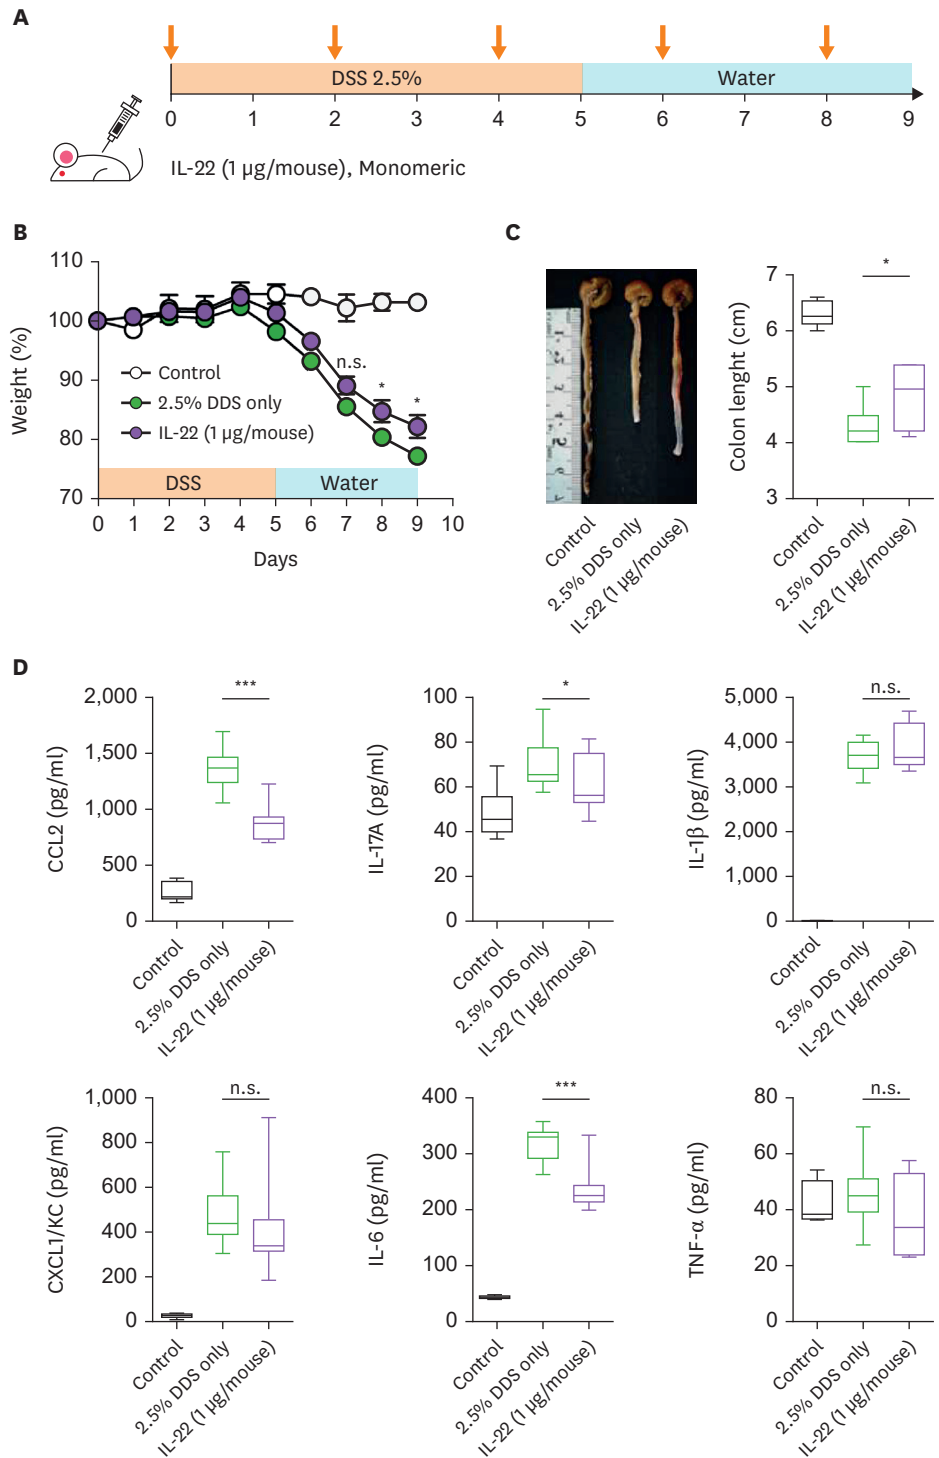 A
DSS 2.5%
Water
0 1 2 3 4 5 6 7 8 9
IL-22 (1 µg/mouse), Monomeric
B
110
100
90
80
70
Weight (%)
n.s.
*
*
Control
2.5% DDS only
IL-22 (1 µg/mouse)
DSS
Water
0 1 2 3 4 5 6 7 8 9 10
Days
C
Control
2.5% DDS only
IL-22 (1 µg/mouse)
*
7
6
5
4
3
Colon lenght (cm)
Control
2.5% DDS only
IL-22 (1 µg/mouse)
D
***
2,000
1,500
1,000
500
0
CCL2 (pg/ml)
Control
2.5% DDS only
IL-22 (1 µg/mouse)
*
100
80
60
40
20
0
IL-17A (pg/ml)
Control
2.5% DDS only
IL-22 (1 µg/mouse)
n.s.
5,000
4,000
3,000
2,000
1,000
0
IL-1β (pg/ml)
Control
2.5% DDS only
IL-22 (1 µg/mouse)
n.s.
1,000
800
600
400
200
0
CXCL1/KC (pg/ml)
Control
2.5% DDS only
IL-22 (1 µg/mouse)
***
400
300
200
100
0
IL-6 (pg/ml)
Control
2.5% DDS only
IL-22 (1 µg/mouse)
n.s.
80
60
40
20
0
TNF-α (pg/ml)
Control
2.5% DDS only
IL-22 (1 µg/mouse)